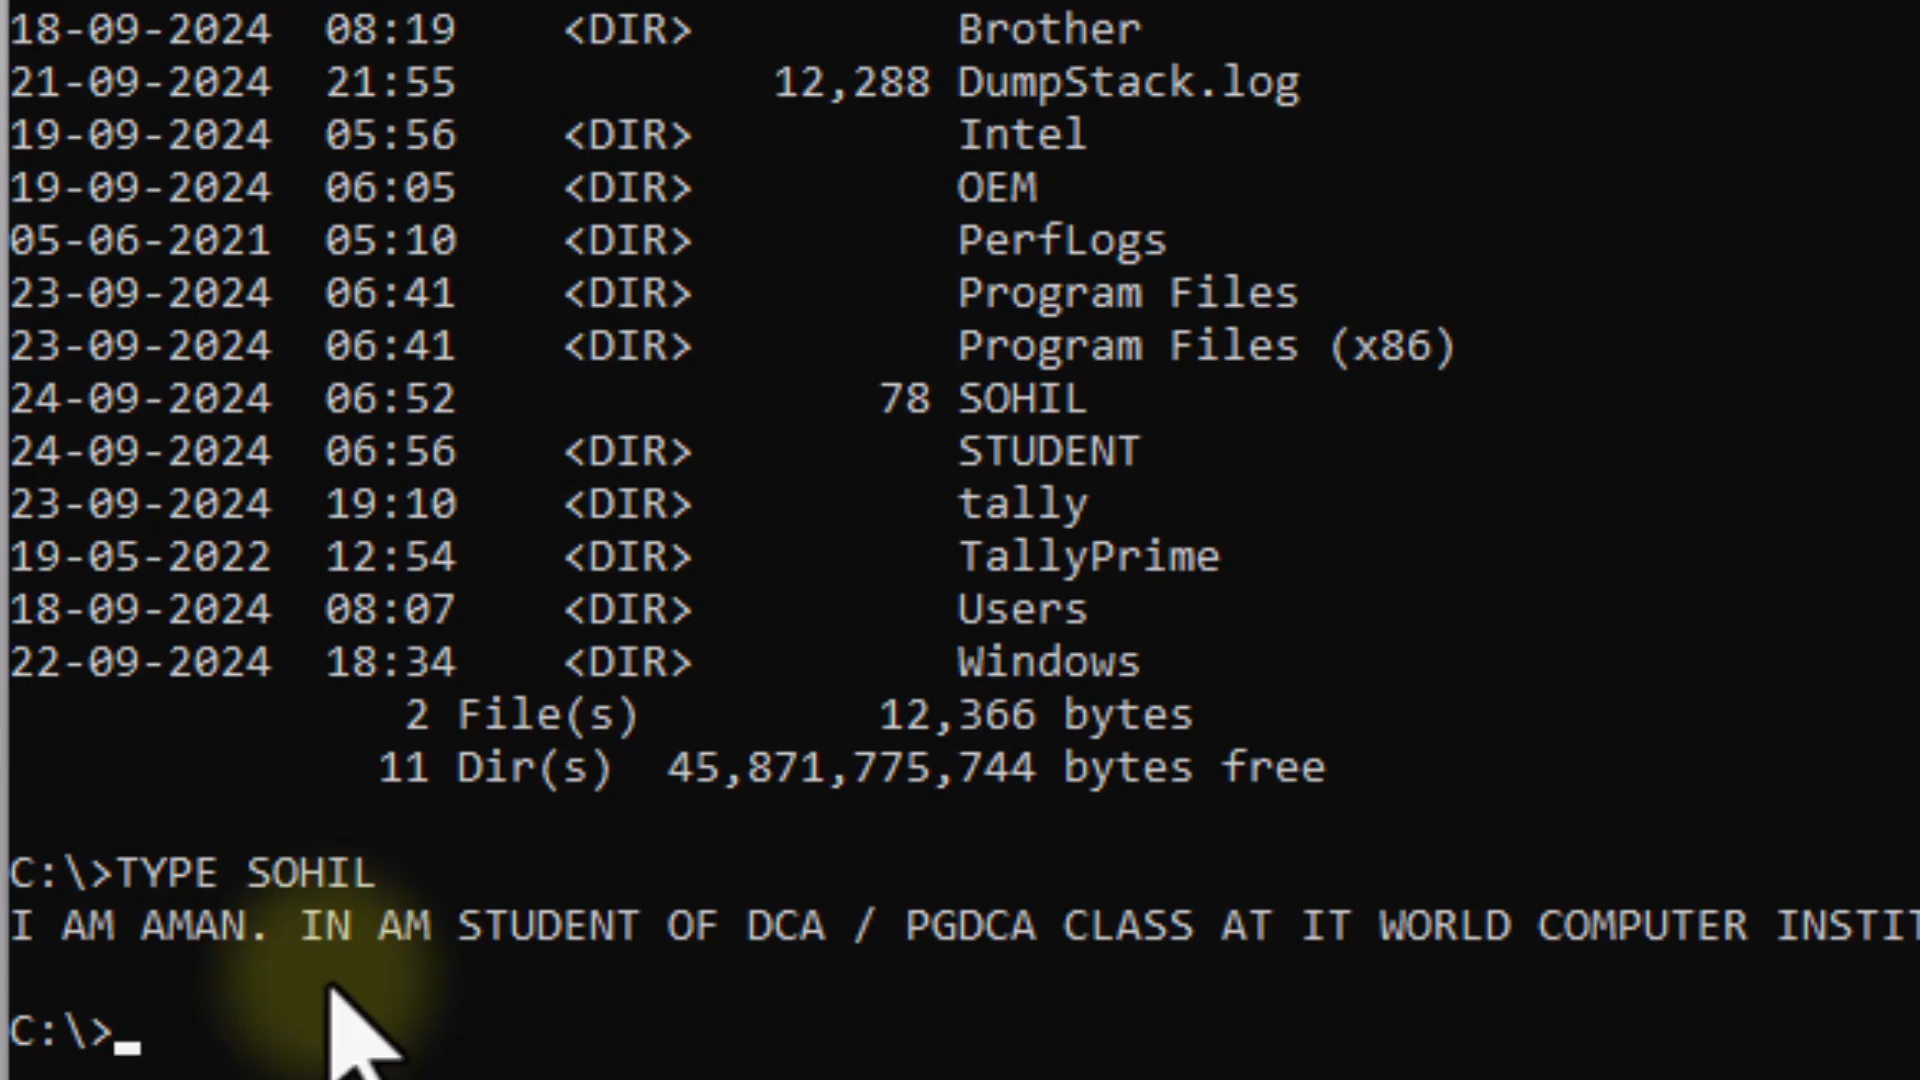 18-09-2024  08:19    <DIR>          Brother
21-09-2024  21:55            12,288 DumpStack.log
19-09-2024  05:56    <DIR>          Intel
19-09-2024  06:05    <DIR>          OEM
05-06-2021  05:10    <DIR>          PerfLogs
23-09-2024  06:41    <DIR>          Program Files
23-09-2024  06:41    <DIR>          Program Files (x86)
24-09-2024  06:52                78 SOHIL
24-09-2024  06:56    <DIR>          STUDENT
23-09-2024  19:10    <DIR>          tally
19-05-2022  12:54    <DIR>          TallyPrime
18-09-2024  08:07    <DIR>          Users
22-09-2024  18:34    <DIR>          Windows
               2 File(s)         12,366 bytes
              11 Dir(s)  45,871,775,744 bytes free
C:\>TYPE SOHIL
I AM AMAN. IN AM STUDENT OF DCA / PGDCA CLASS AT IT WORLD COMPUTER INSTIT
C:\>